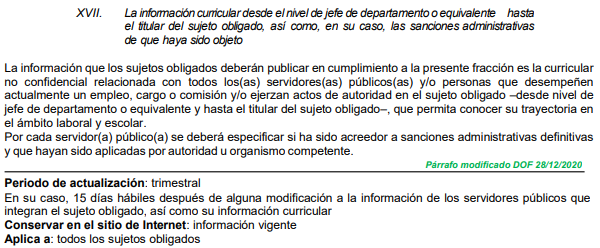 XVII. La información curricular desde el nivel de jefe de departamento o equivalente hasta
el titular del sujeto obligado, así como, en su caso, las sanciones administrativas
de que haya sido objeto
La información que los sujetos obligados deberán publicar en cumplimiento a la presente fracción es la curricular
no confidencial relacionada con todos los(as) servidores(as) públicos(as) y/o personas que desempeñen
actualmente un empleo, cargo o comisión y/o ejerzan actos de autoridad en el sujeto obligado –desde nivel de
jefe de departamento o equivalente y hasta el titular del sujeto obligado–, que permita conocer su trayectoria en
el ámbito laboral y escolar.
Por cada servidor(a) público(a) se deberá especificar si ha sido acreedor a sanciones administrativas definitivas
y que hayan sido aplicadas por autoridad u organismo competente.
Párrafo modificado DOF 28/12/2020
Periodo de actualización: trimestral
En su caso, 15 días hábiles después de alguna modificación a la información de los servidores públicos que
integran el sujeto obligado, así como su información curricular
Conservar en el sitio de Internet: información vigente
Aplica a: todos los sujetos obligados